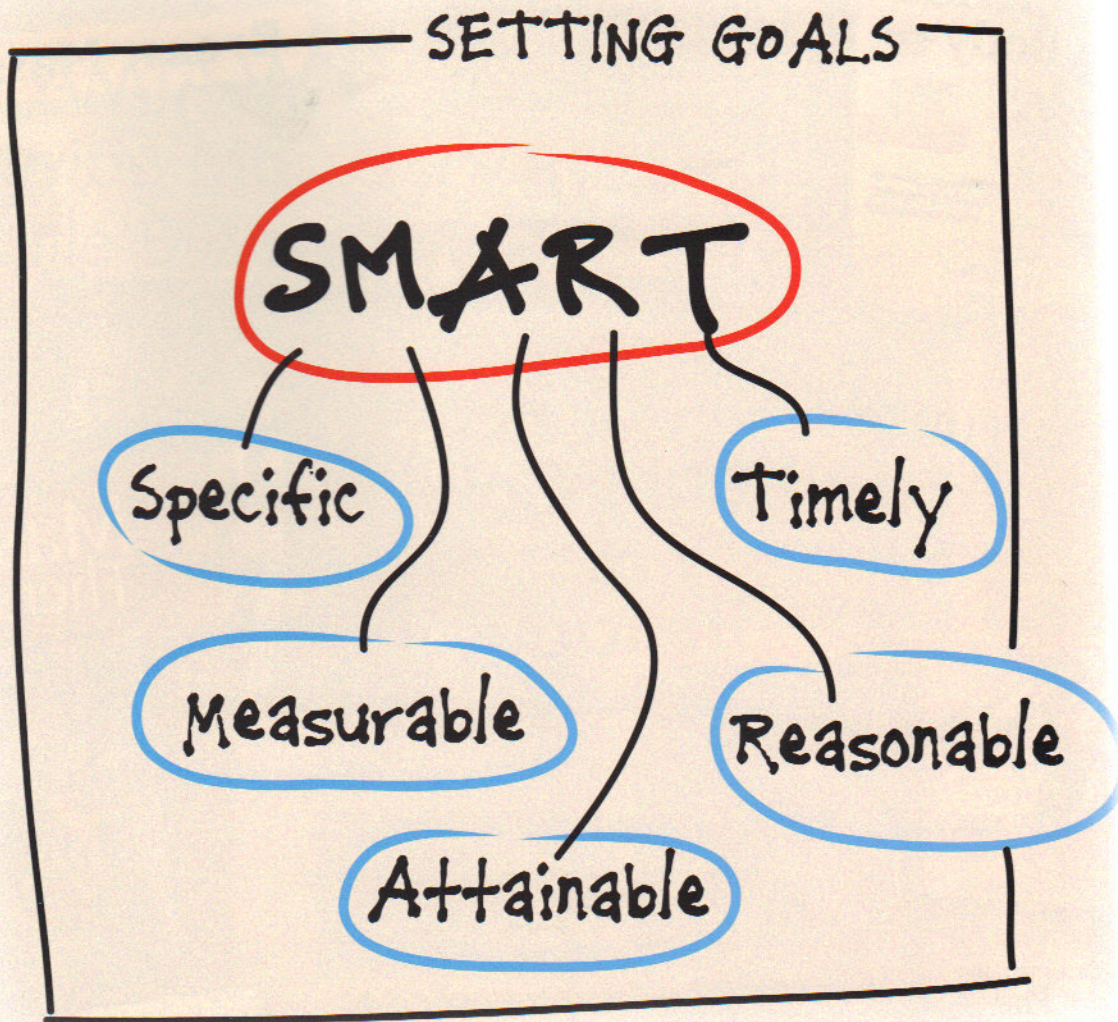 SETTING GOALS
SMART
Specific
Timely
Measurable
Reasonable
Attainable